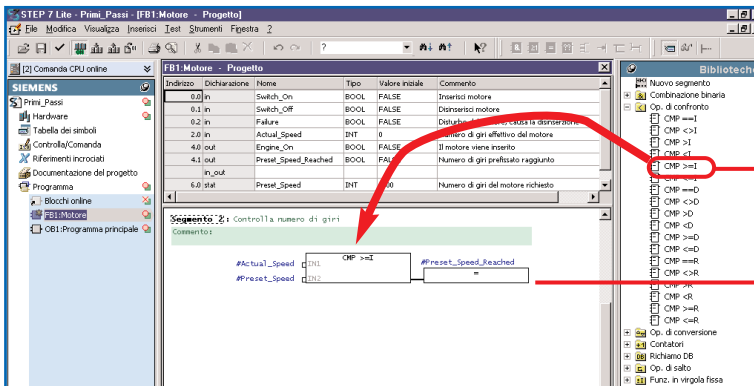 STEP 7 Lite - Primi_Passi - [FB1:Motore - Progetto]
File Modifica Visualizza Inserisci Test Strumenti Finestra ?
?
[2] Comanda CPU online
SIEMENS
Primi_Passi
Hardware
Tabella dei simboli
Controlla/Comanda
Riferimenti incrociati
Documentazione del progetto
Programma
Blocchi online
FB1:Motore
OB1:Programma principale
FB1:Motore - Progetto
Indirizzo Dichiarazione Nome Tipo Valore iniziale Commento
0.0 in Switch_On BOOL FALSE Inserisci motore
0.1 in Switch_Off BOOL FALSE Disinserisci motore
0.2 in Failure BOOL FALSE causa la disinserzione
2.0 in Actual_Speed INT 0 Numero di giri effettivo del motore
4.0 out Engine_On BOOL FALSE Il motore viene inserito
4.1 out Preset_Speed_Reached BOOL FALSE Numero di giri prefissato raggiunto
in_out
6.0 stat Preset_Speed INT Numero di giri del motore richiesto
Segmento 2: Controlla numero di giri
Commento:
CMP >=I
#Actual_Speed IN1
#Preset_Speed IN2
#Preset_Speed_Reached
=
Biblioteche
Nuovo segmento
Combinazione binaria
Op. di confronto
CMP ==I
CMP <>I
CMP >I
CMP <I
CMP >=I
CMP <=I
CMP ==D
CMP <>D
CMP >D
CMP <D
CMP >=D
CMP <=D
CMP ==R
CMP <>R
CMP >R
CMP <R
CMP >=R
CMP <=R
Op. di conversione
Contatori
Richiamo DB
Op. di salto
Funz. in virgola fissa